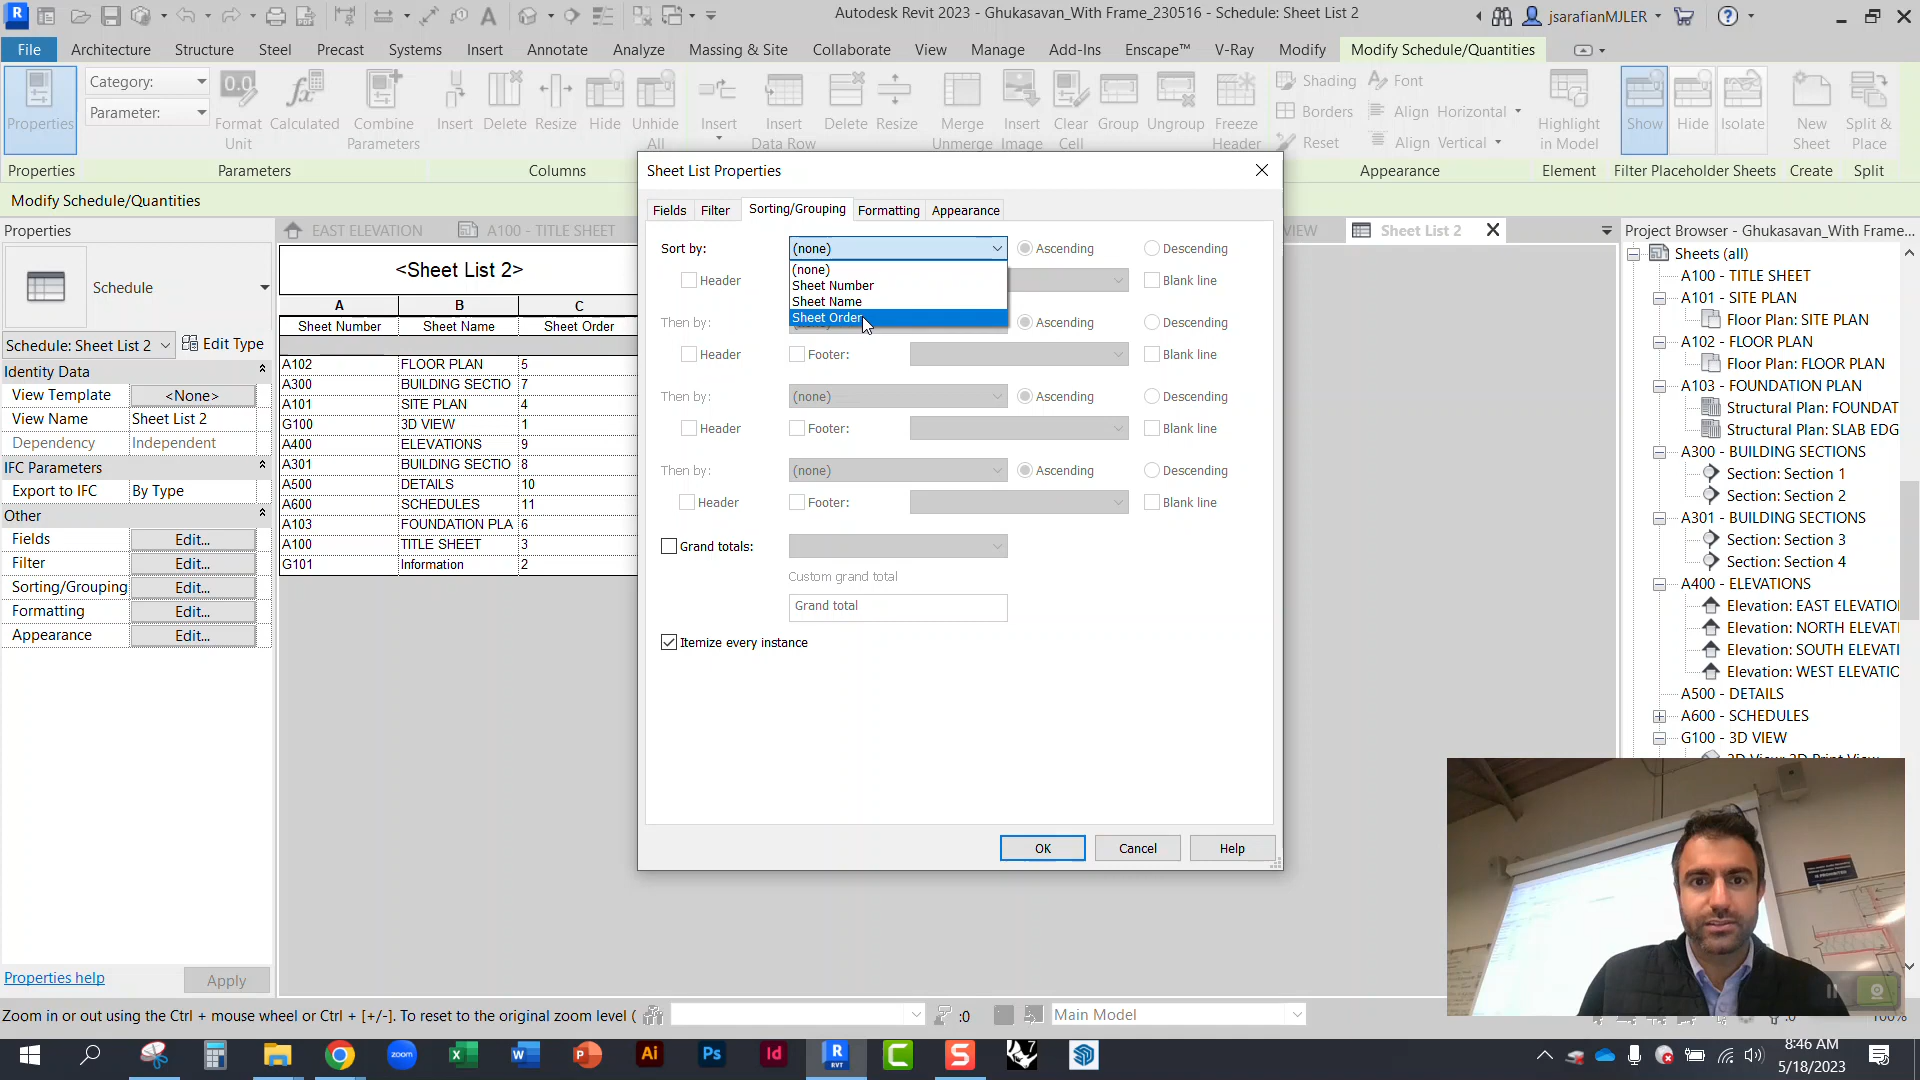 Autodesk Revit 2023 - Ghukasavan_With Frame_230516 - Schedule: Sheet List 2
jsarafianMJLER
File Architecture Structure Steel Precast Systems Insert Annotate Analyze Massing & Site Collaborate View Manage Add-Ins Enscape™ V-Ray Modify Modify Schedule/Quantities
Properties
Category:
Parameter:
Format Unit
Calculated
Combine Parameters
Insert Delete Resize Hide Unhide All
Insert
Insert Data Row
Delete Resize
Merge Unmerge
Insert Image
Clear Cell
Group Ungroup
Freeze Header
Shading
Borders
Reset
Font
Align Horizontal
Align Vertical
Highlight in Model
Show Hide Isolate
New Sheet
Split & Place
Properties Parameters Columns Appearance Element Filter Placeholder Sheets Create Split
Modify Schedule/Quantities
Properties
Schedule
Schedule: Sheet List 2 Edit Type
Identity Data
View Template <None>
View Name Sheet List 2
Dependency Independent
IFC Parameters
Export to IFC By Type
Other
Fields Edit...
Filter Edit...
Sorting/Grouping Edit...
Formatting Edit...
Appearance Edit...
Properties help Apply
EAST ELEVATION A100 - TITLE SHEET VIEW Sheet List 2
<Sheet List 2>
A B C
Sheet Number Sheet Name Sheet Order
A102 FLOOR PLAN 5
A300 BUILDING SECTIO 7
A101 SITE PLAN 4
G100 3D VIEW 1
A400 ELEVATIONS 9
A301 BUILDING SECTIO 8
A500 DETAILS 10
A600 SCHEDULES 11
A103 FOUNDATION PLA 6
A100 TITLE SHEET 3
G101 Information 2
Sheet List Properties
Fields Filter Sorting/Grouping Formatting Appearance
Sort by: (none) Ascending Descending
(none)
Sheet Number
Sheet Name
Sheet Order
Header Blank line
Then by: Ascending Descending
Header Footer: Blank line
Then by: (none) Ascending Descending
Header Footer: Blank line
Then by: (none) Ascending Descending
Header Footer: Blank line
Grand totals:
Custom grand total
Grand total
Itemize every instance
OK Cancel Help
Project Browser - Ghukasavan_With Frame...
Sheets (all)
A100 - TITLE SHEET
A101 - SITE PLAN
Floor Plan: SITE PLAN
A102 - FLOOR PLAN
Floor Plan: FLOOR PLAN
A103 - FOUNDATION PLAN
Structural Plan: FOUNDAT
Structural Plan: SLAB EDG
A300 - BUILDING SECTIONS
Section: Section 1
Section: Section 2
A301 - BUILDING SECTIONS
Section: Section 3
Section: Section 4
A400 - ELEVATIONS
Elevation: EAST ELEVATIO
Elevation: NORTH ELEVATI
Elevation: SOUTH ELEVATI
Elevation: WEST ELEVATIO
A500 - DETAILS
A600 - SCHEDULES
G100 - 3D VIEW
Zoom in or out using the Ctrl + mouse wheel or Ctrl + [+/-]. To reset to the original zoom level (
:0
Main Model
100%
8:46 AM
5/18/2023